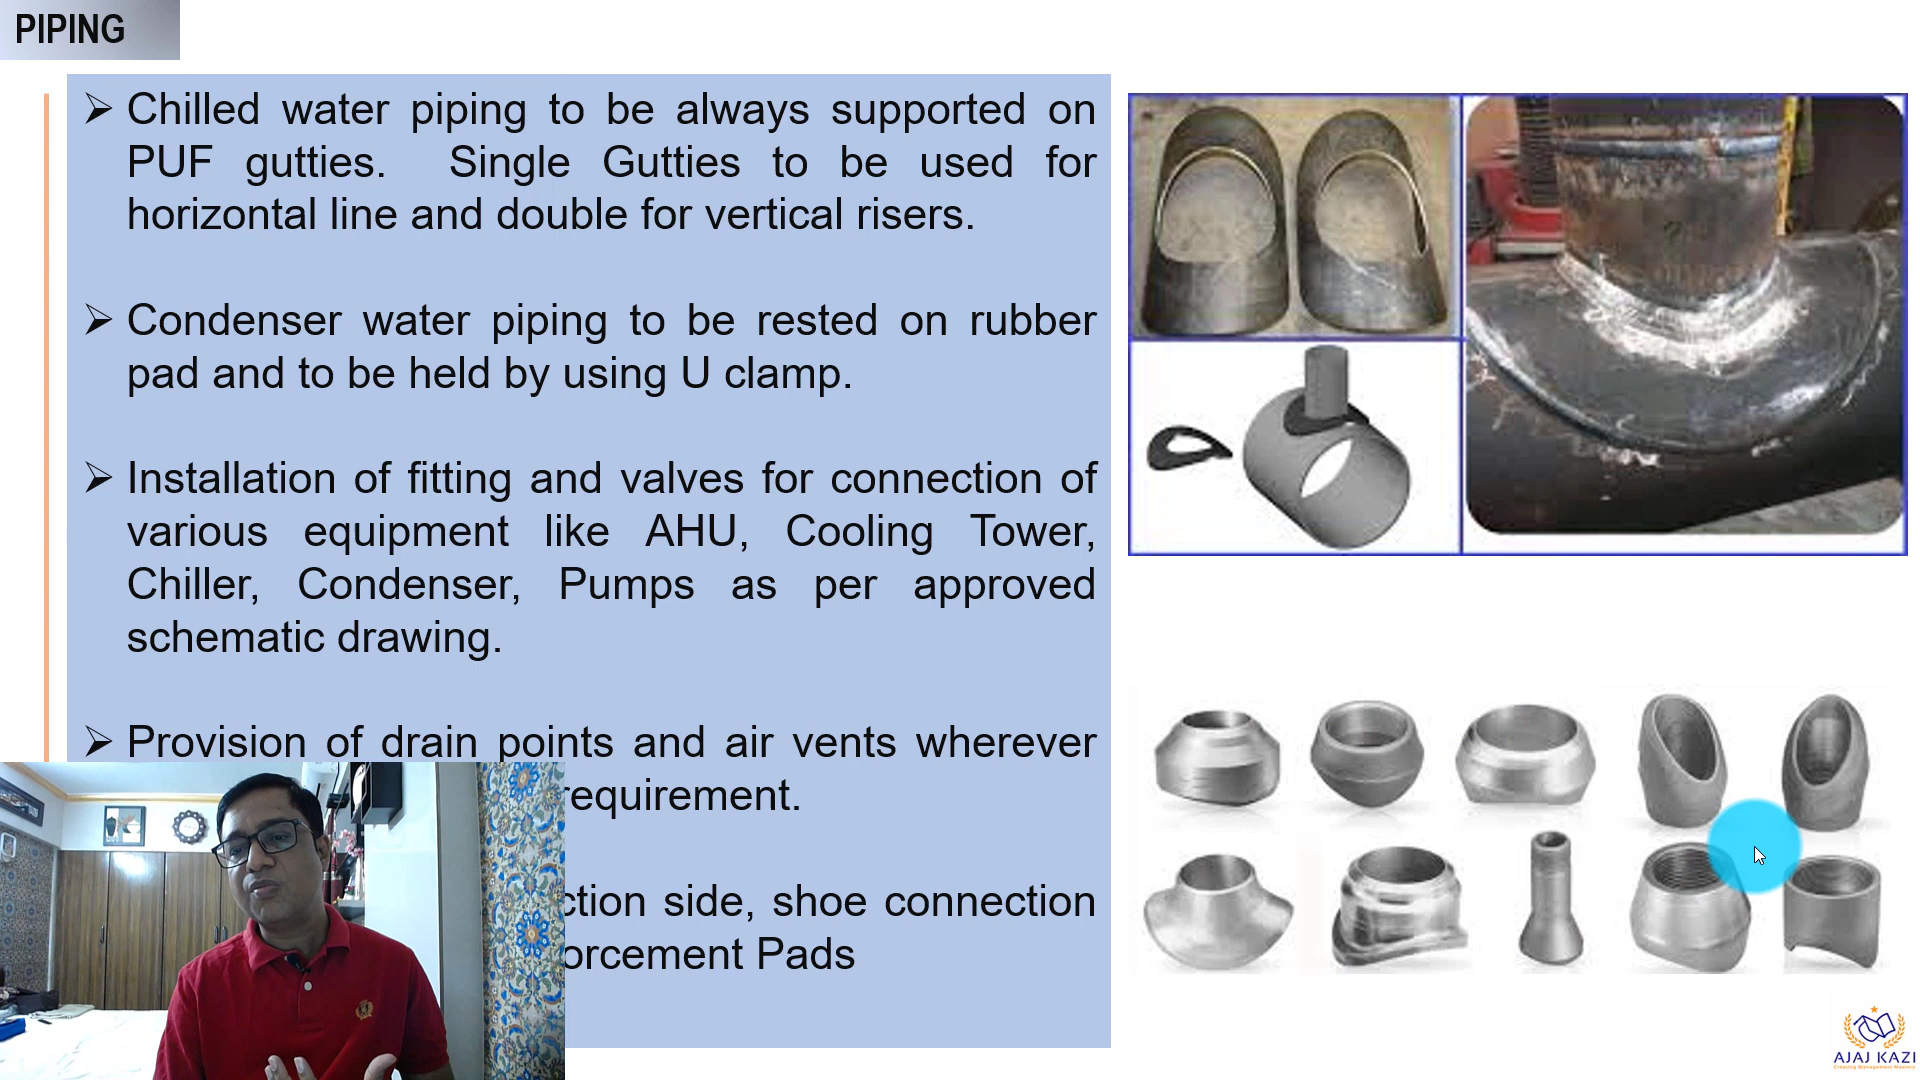 PIPING
Chilled water piping to be always supported on
PUF gutties. Single Gutties to be used for
horizontal line and double for vertical risers.
Condenser water piping to be rested on rubber
pad and to be held by using U clamp.
Installation of fitting and valves for connection of
various equipment like AHU, Cooling Tower,
Chiller, Condenser, Pumps as per approved
schematic drawing.
Provision of drain points and air vents wherever
requirement.
ction side, shoe connection
orcement Pads
AJAJ KAZI
Creating Management Mastery